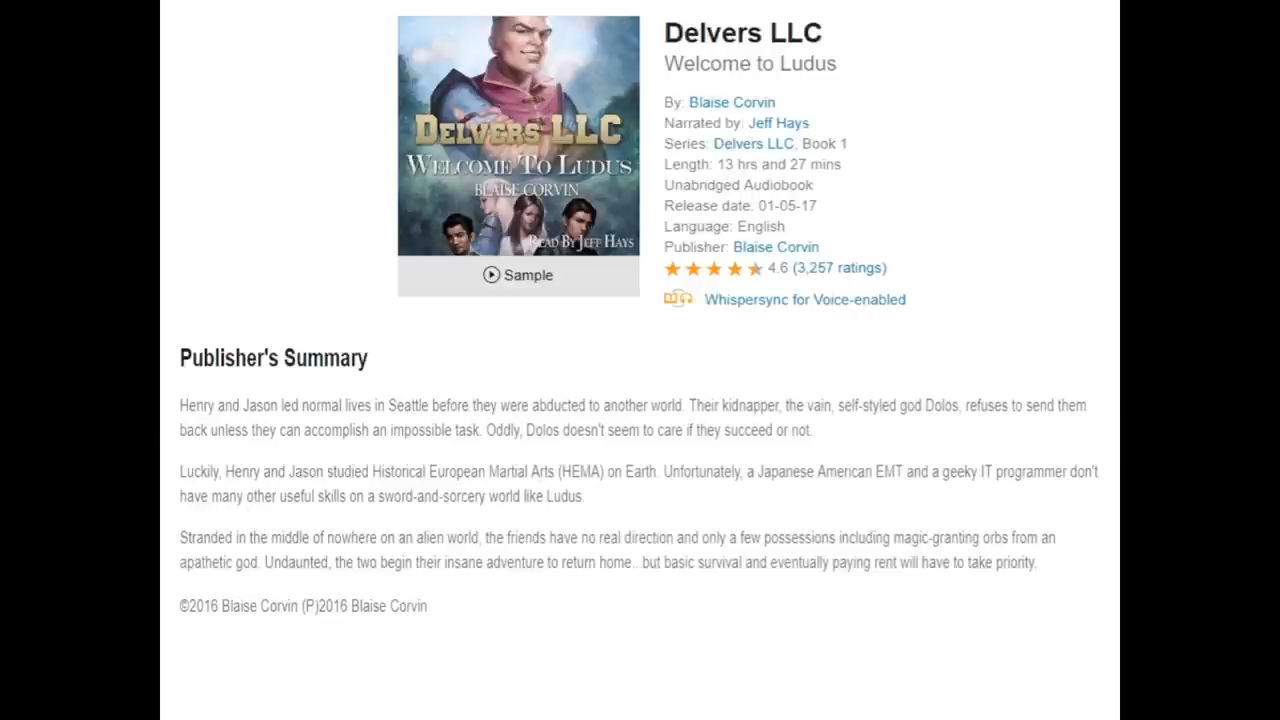 DELVERS LLC
WELCOME TO LUDUS
BLAISE CORVIN
READ BY JEFF HAYS
Sample
Delvers LLC
Welcome to Ludus
By: Blaise Corvin
Narrated by: Jeff Hays
Series: Delvers LLC, Book 1
Length: 13 hrs and 27 mins
Unabridged Audiobook
Release date: 01-05-17
Language: English
Publisher: Blaise Corvin
4.6 (3,257 ratings)
Whispersync for Voice-enabled
Publisher's Summary
Henry and Jason led normal lives in Seattle before they were abducted to another world. Their kidnapper, the vain, self-styled god Dolos, refuses to send them
back unless they can accomplish an impossible task. Oddly, Dolos doesn't seem to care if they succeed or not.
Luckily, Henry and Jason studied Historical European Martial Arts (HEMA) on Earth. Unfortunately, a Japanese American EMT and a geeky IT programmer don't
have many other useful skills on a sword-and-sorcery world like Ludus.
Stranded in the middle of nowhere on an alien world, the friends have no real direction and only a few possessions including magic-granting orbs from an
apathetic god. Undaunted, the two begin their insane adventure to return home...but basic survival and eventually paying rent will have to take priority.
©2016 Blaise Corvin (P)2016 Blaise Corvin